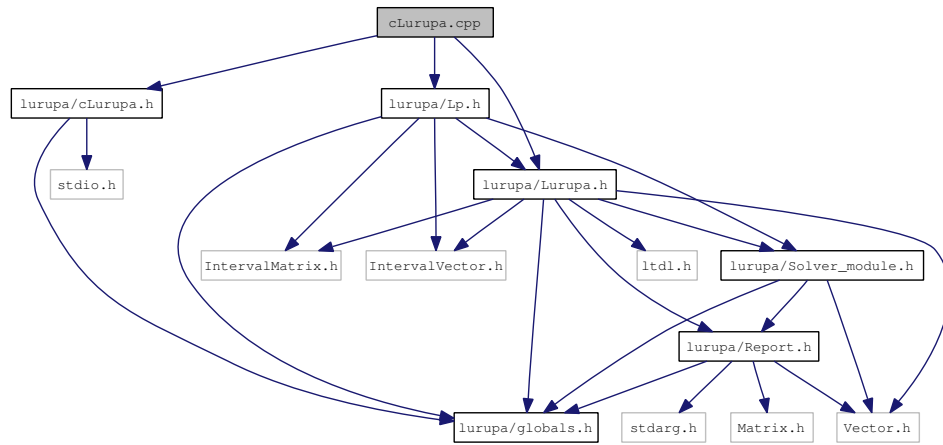 cLurupa.cpp
lurupa/cLurupa.h
lurupa/Lp.h
stdio.h
lurupa/Lurupa.h
IntervalMatrix.h
IntervalVector.h
ltdl.h
lurupa/Solver_module.h
lurupa/Report.h
lurupa/globals.h
stdarg.h
Matrix.h
Vector.h